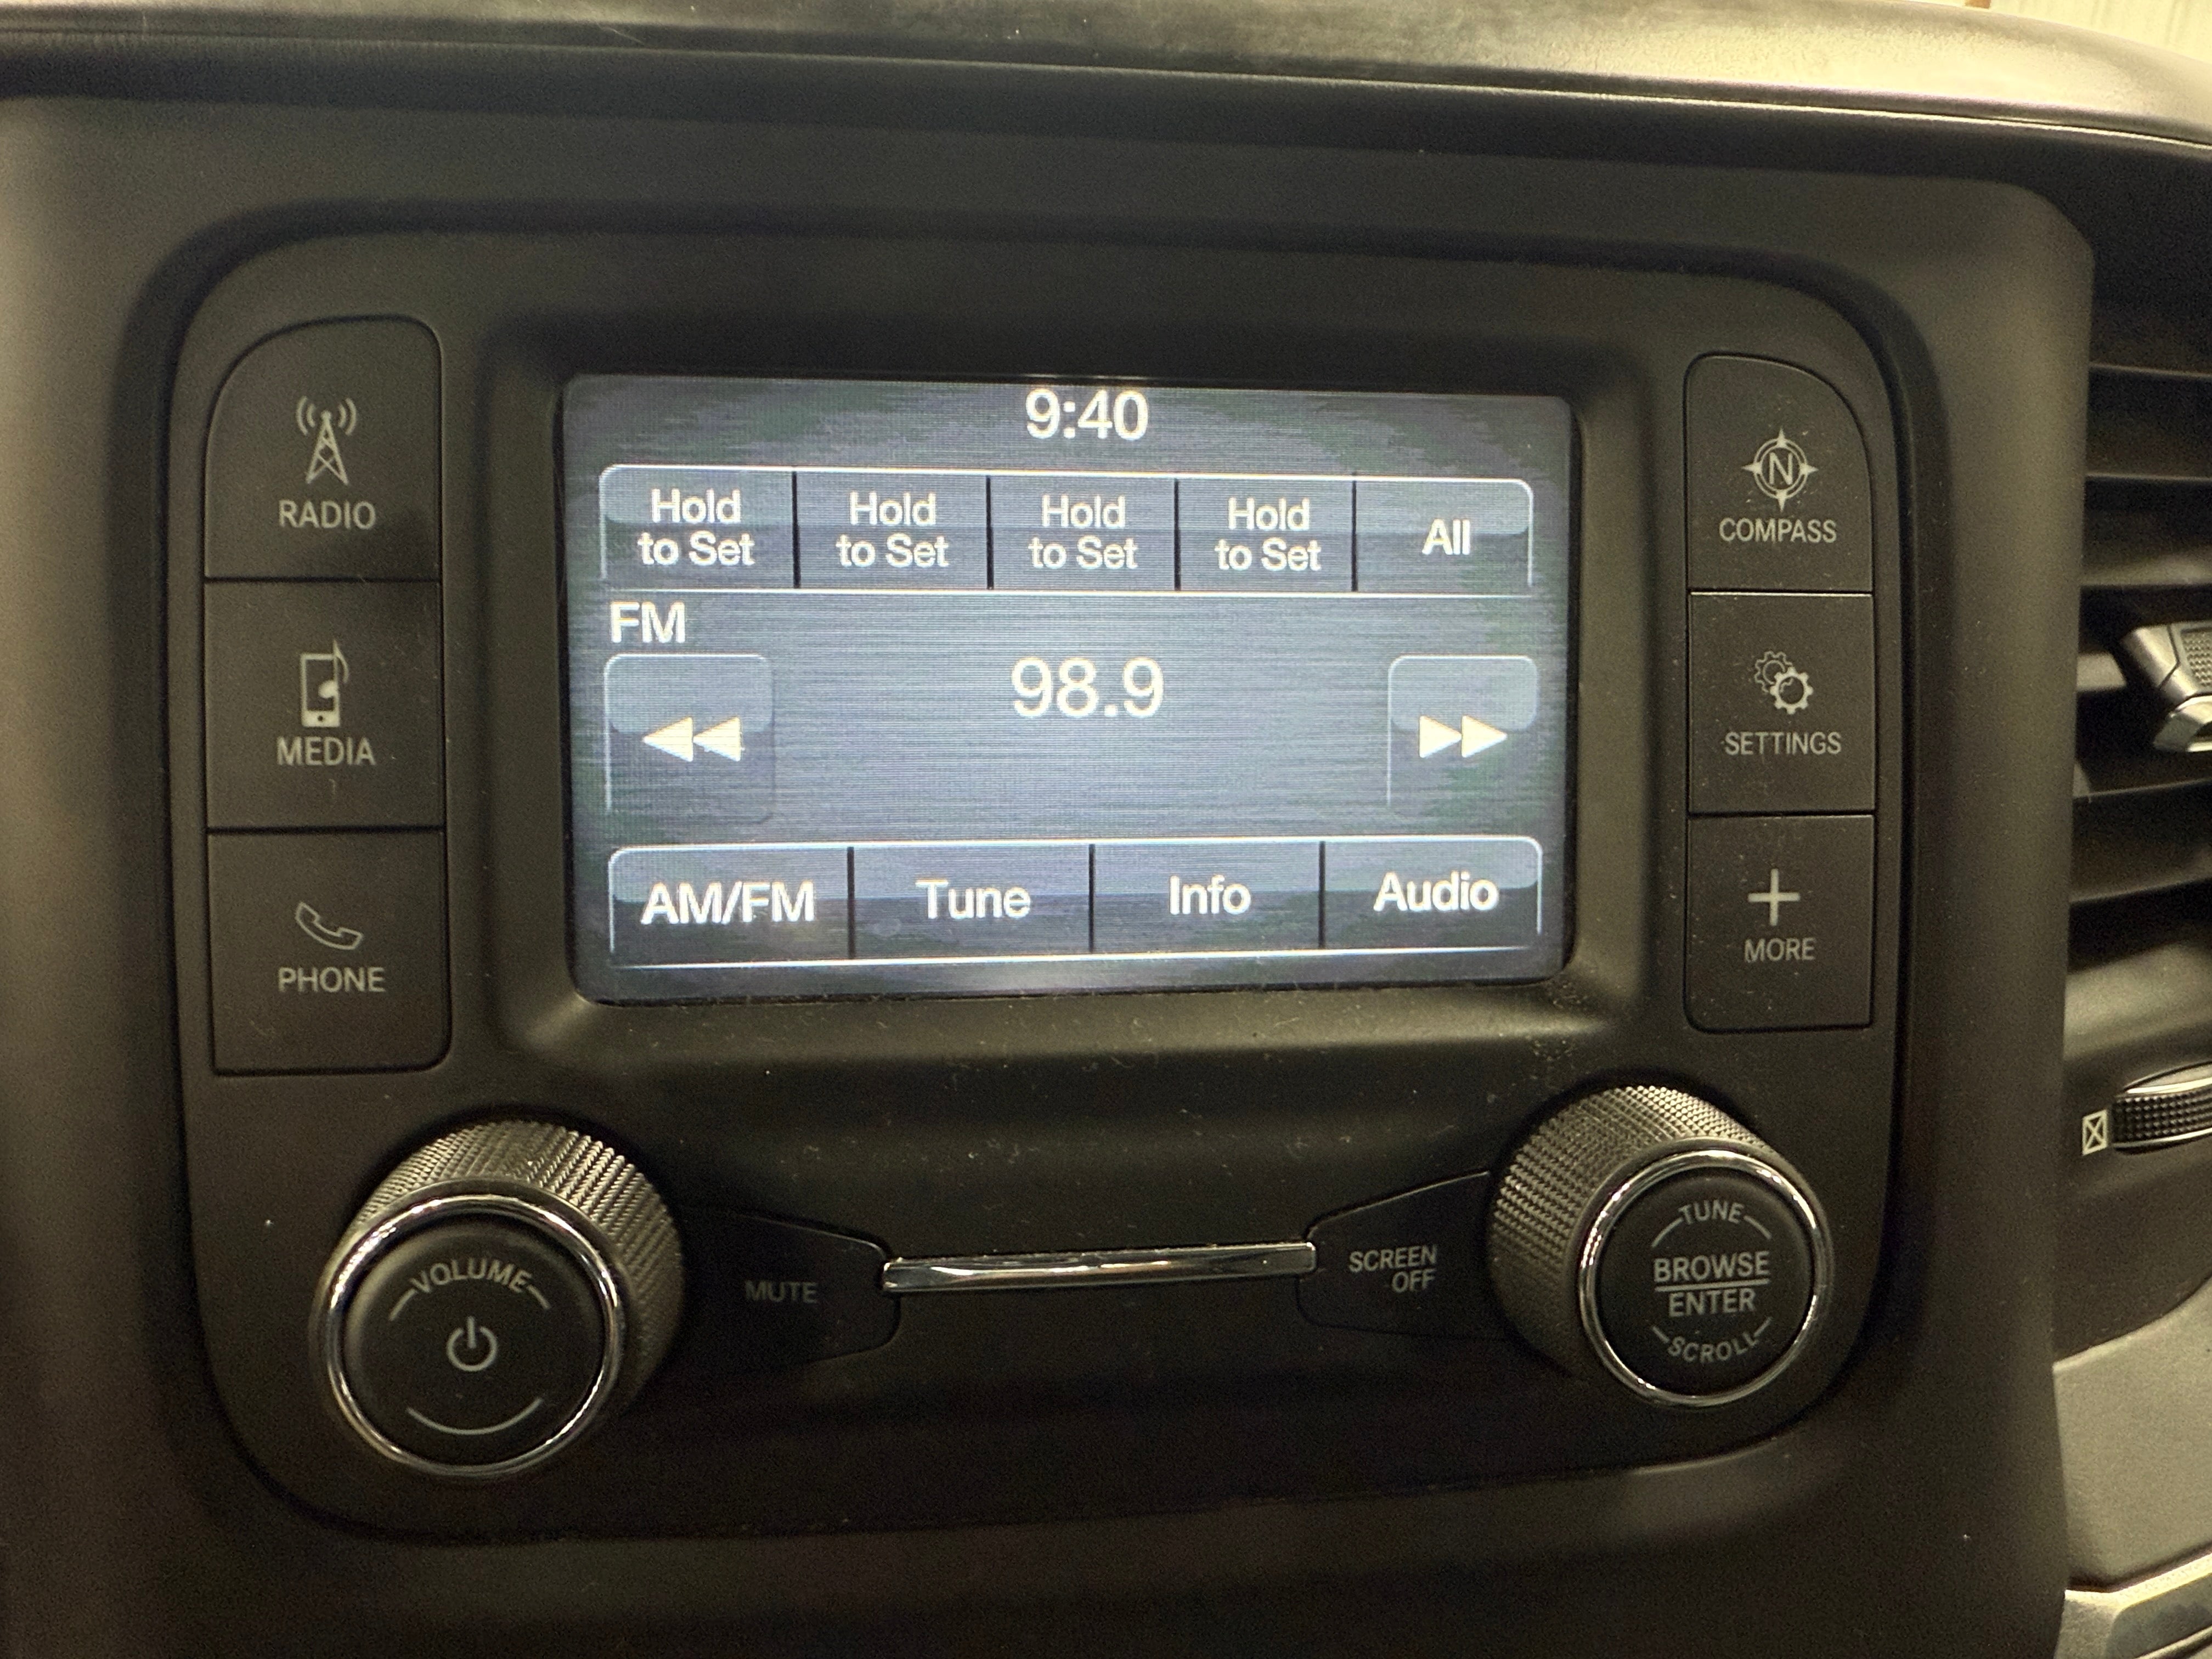 9:40
Hold
to Set
Hold
to Set
Hold
to Set
Hold
to Set
All
FM
98.9
AM/FM
Tune
Info
Audio
RADIO
MEDIA
PHONE
N
COMPASS
SETTINGS
MORE
VOLUME
MUTE
SCREEN
OFF
TUNE
BROWSE
ENTER
SCROLL